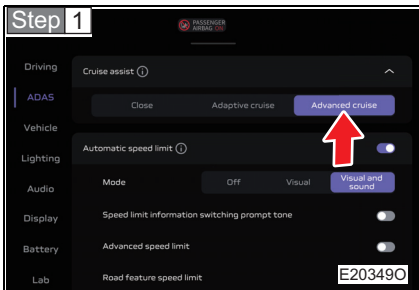 Step 1
PASSENGER
AIRBAG ON
Driving
ADAS
Vehicle
Lighting
Audio
Display
Battery
Lab
Cruise assist
Close Adaptive cruise Advanced cruise
Automatic speed limit
Mode Off Visual Visual and sound
Speed limit information switching prompt tone
Advanced speed limit
Road feature speed limit
E20349O